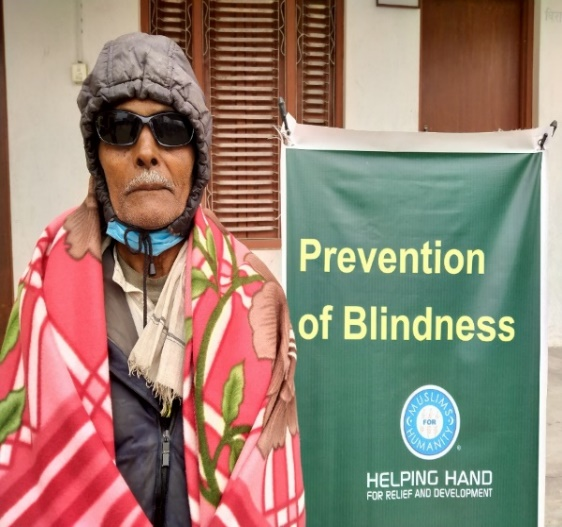 Prevention
of Blindness
MUSLIMS
FOR
HUMANITY
®
HELPING HAND
FOR RELIEF AND DEVELOPMENT